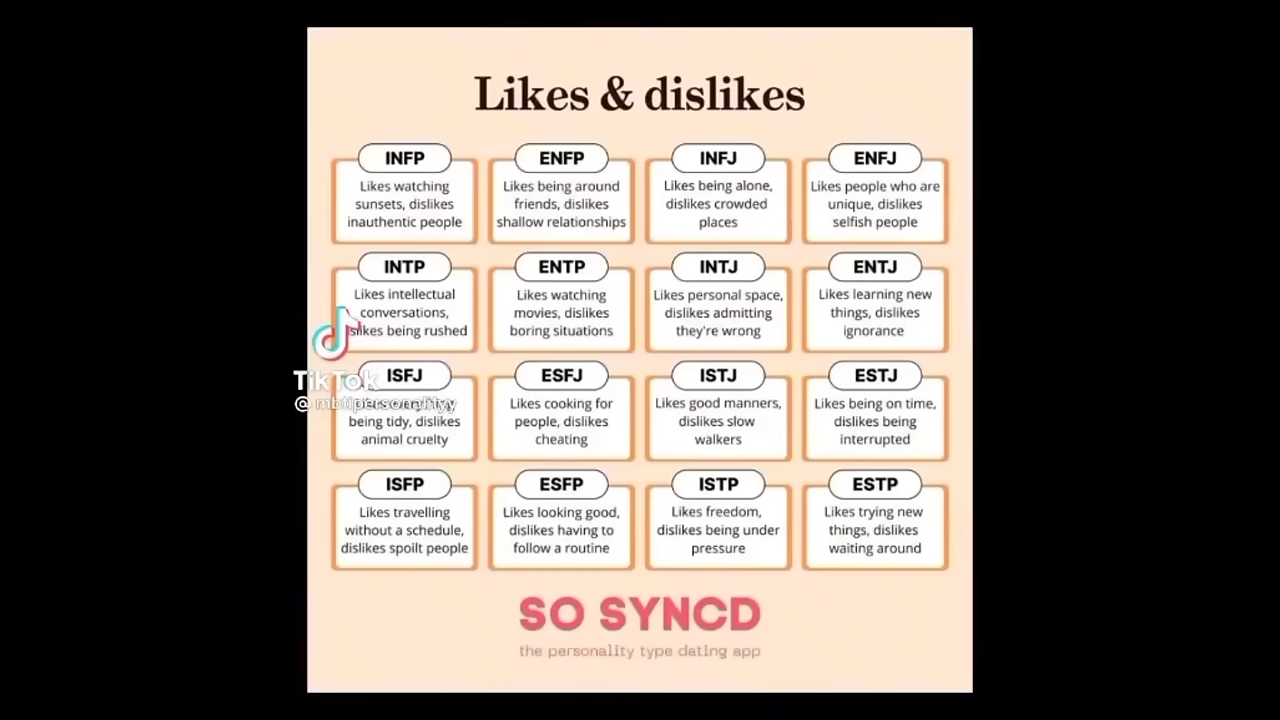 Likes & dislikes
INFP
Likes watching
sunsets, dislikes
inauthentic people
ENFP
Likes being around
friends, dislikes
shallow relationships
INFJ
Likes being alone,
dislikes crowded
places
ENFJ
Likes people who are
unique, dislikes
selfish people
INTP
Likes intellectual
conversations,
being rushed
ENTP
Likes watching
movies, dislikes
boring situations
INTJ
Likes personal space,
dislikes admitting
they're wrong
ENTJ
Likes learning new
things, dislikes
ignorance
TikTok
@ mbtipersonalityy
ISFJ
being tidy, dislikes
animal cruelty
ESFJ
Likes cooking for
people, dislikes
cheating
ISTJ
Likes good manners,
dislikes slow
walkers
ESTJ
Likes being on time,
dislikes being
interrupted
ISFP
Likes travelling
without a schedule,
dislikes spoilt people
ESFP
Likes looking good,
dislikes having to
follow a routine
ISTP
Likes freedom,
dislikes being under
pressure
ESTP
Likes trying new
things, dislikes
waiting around
SO SYNCD
the personality type dating app